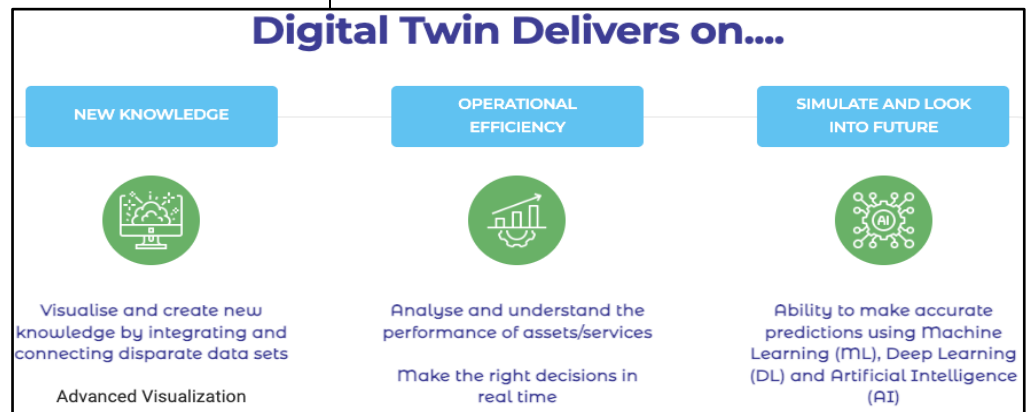 Digital Twin Delivers on....
NEW KNOWLEDGE
OPERATIONAL
EFFICIENCY
SIMULATE AND LOOK
INTO FUTURE
AI
Visualise and create new
knowledge by integrating and
connecting disparate data sets
Advanced Visualization
Analyse and understand the
performance of assets/services
Make the right decisions in
real time
Ability to make accurate
predictions using Machine
Learning (ML), Deep Learning
(DL) and Artificial Intelligence
(AI)